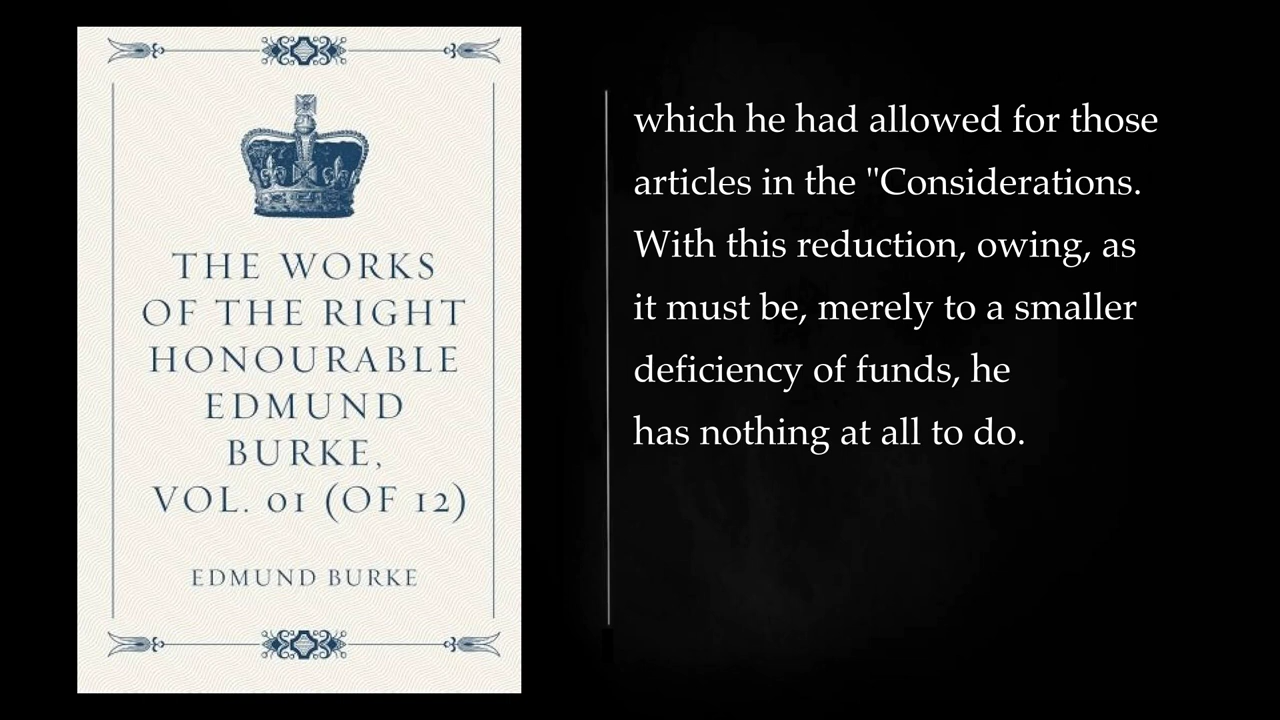 THE WORKS
OF THE RIGHT
HONOURABLE
EDMUND
BURKE,
VOL. 01 (OF 12)
EDMUND BURKE
which he had allowed for those
articles in the "Considerations.
With this reduction, owing, as
it must be, merely to a smaller
deficiency of funds, he
has nothing at all to do.